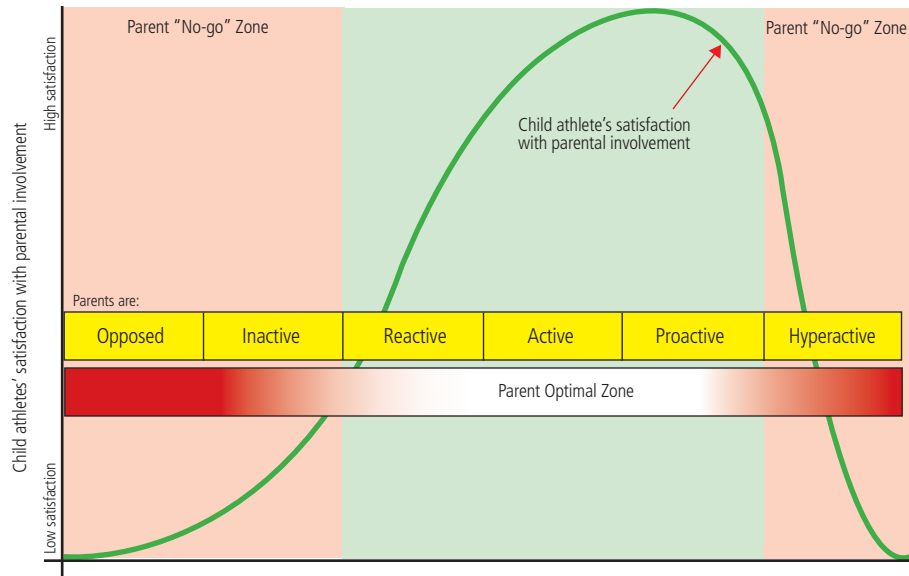 Parent “No-go” Zone
Parent “No-go” Zone
High satisfaction
Child athlete’s satisfaction
with parental involvement
Child athletes’ satisfaction with parental involvement
Parents are:
Opposed
Inactive
Reactive
Active
Proactive
Hyperactive
Parent Optimal Zone
Low satisfaction